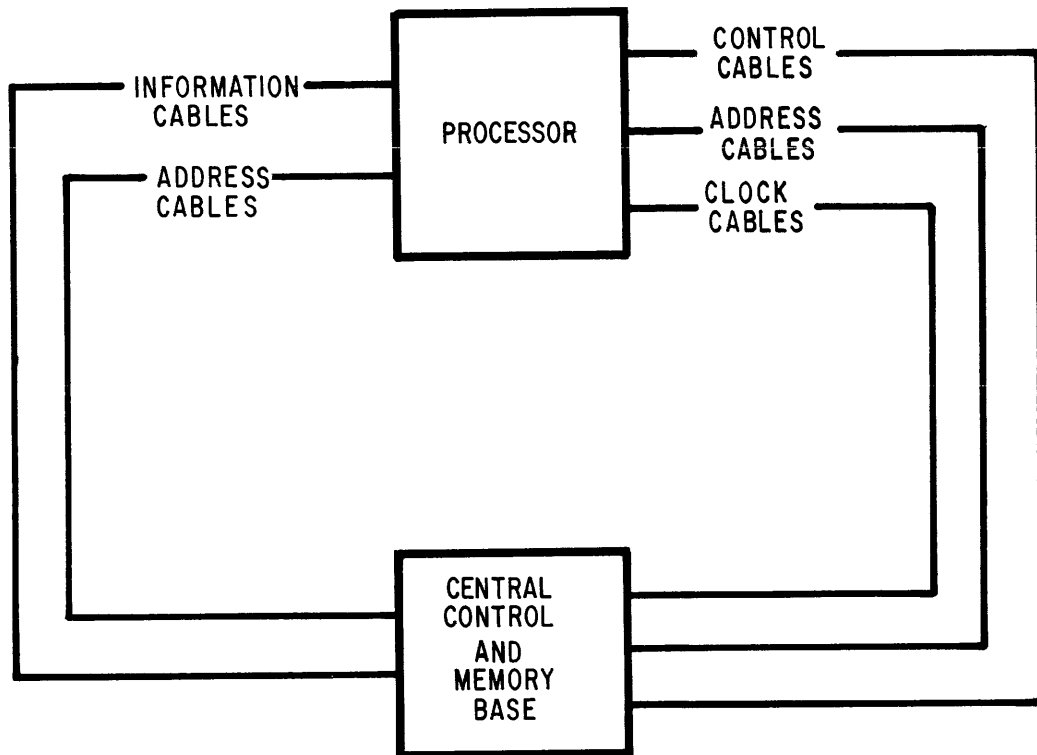 INFORMATION
CABLES
ADDRESS
CABLES
PROCESSOR
CONTROL
CABLES
ADDRESS
CABLES
CLOCK
CABLES
CENTRAL
CONTROL
AND
MEMORY
BASE